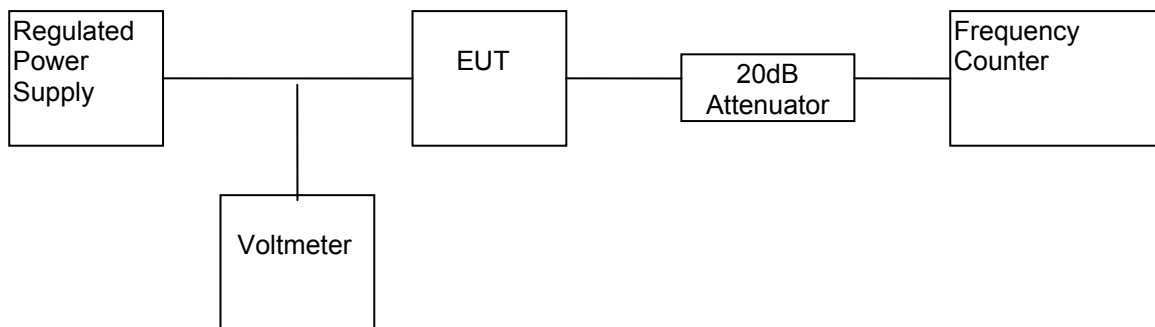 Regulated
Power
Supply
EUT
20dB
Attenuator
Frequency
Counter
Voltmeter